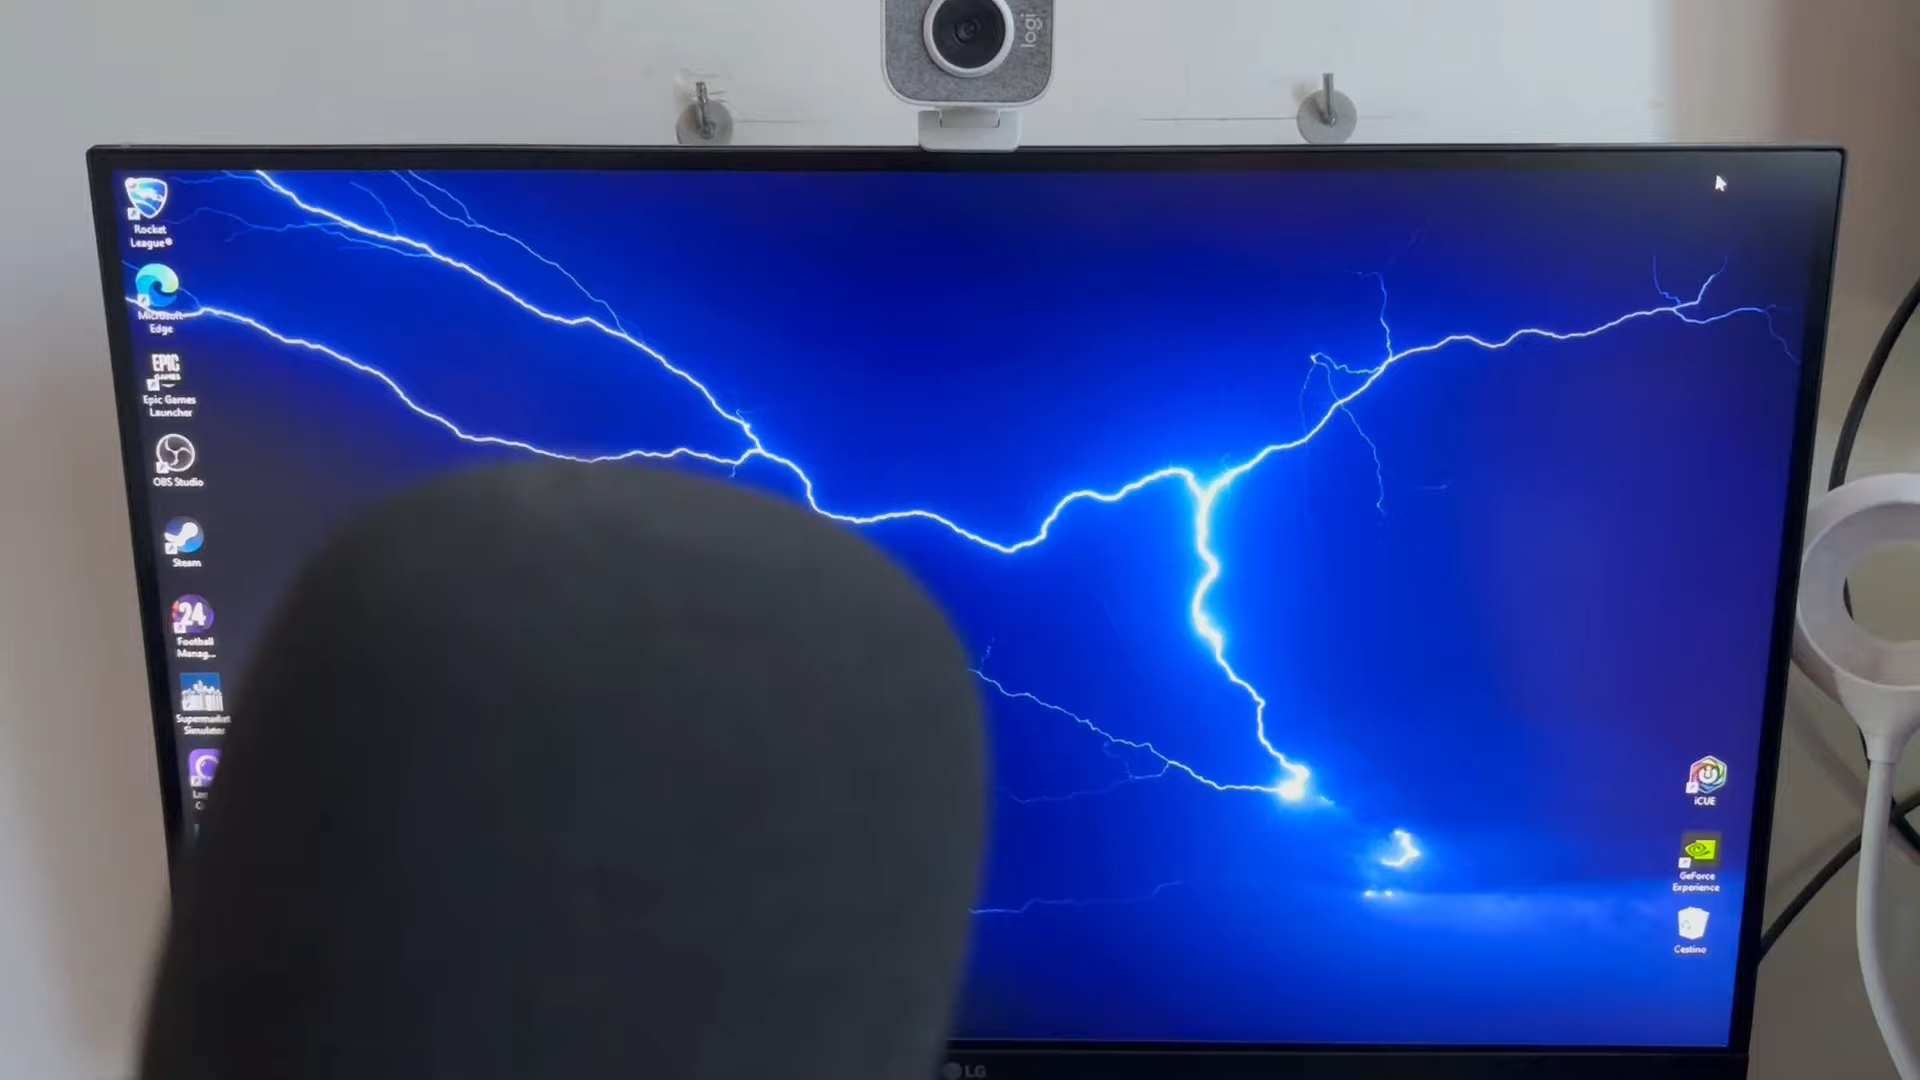 logi
Rocket
League®
Microsoft
Edge
EPIC
GAMES
Epic Games
Launcher
OBS Studio
Steam
24
Football
Manag...
Supermarket
Simulator
iCUE
GeForce
Experience
Cestino
LG